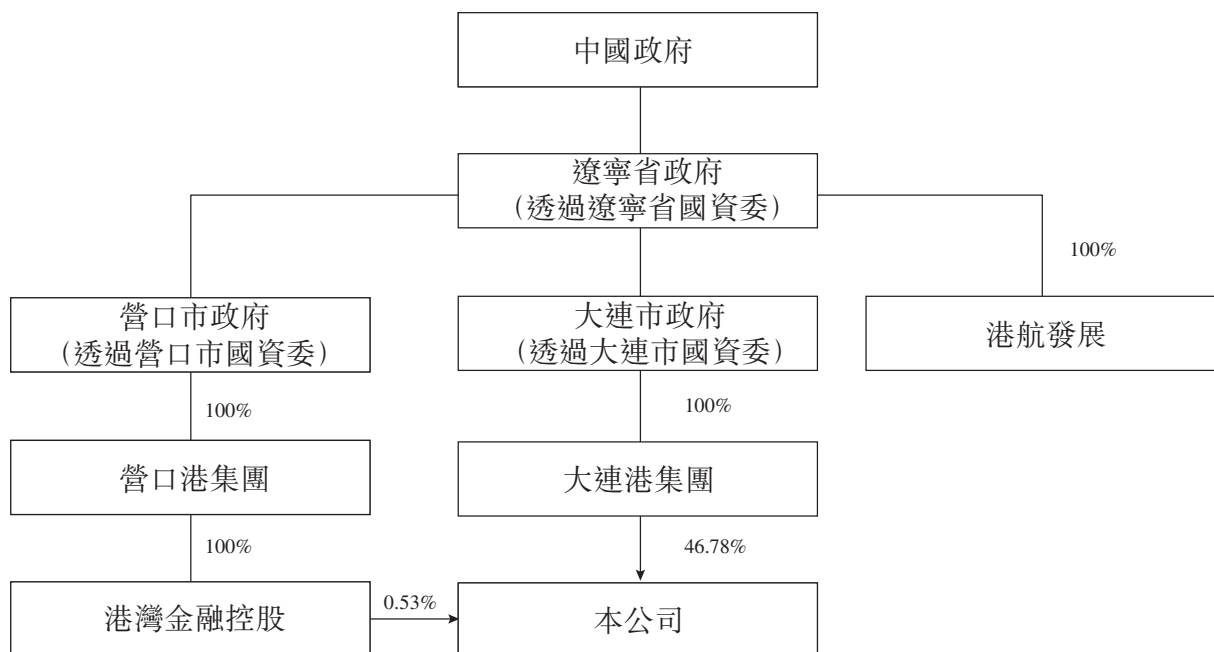 中國政府
遼寧省政府
（透過遼寧省國資委）
100%
營口市政府
（透過營口市國資委）
大連市政府
（透過大連市國資委）
港航發展
100%
100%
營口港集團
大連港集團
100%
46.78%
港灣金融控股
0.53%
本公司